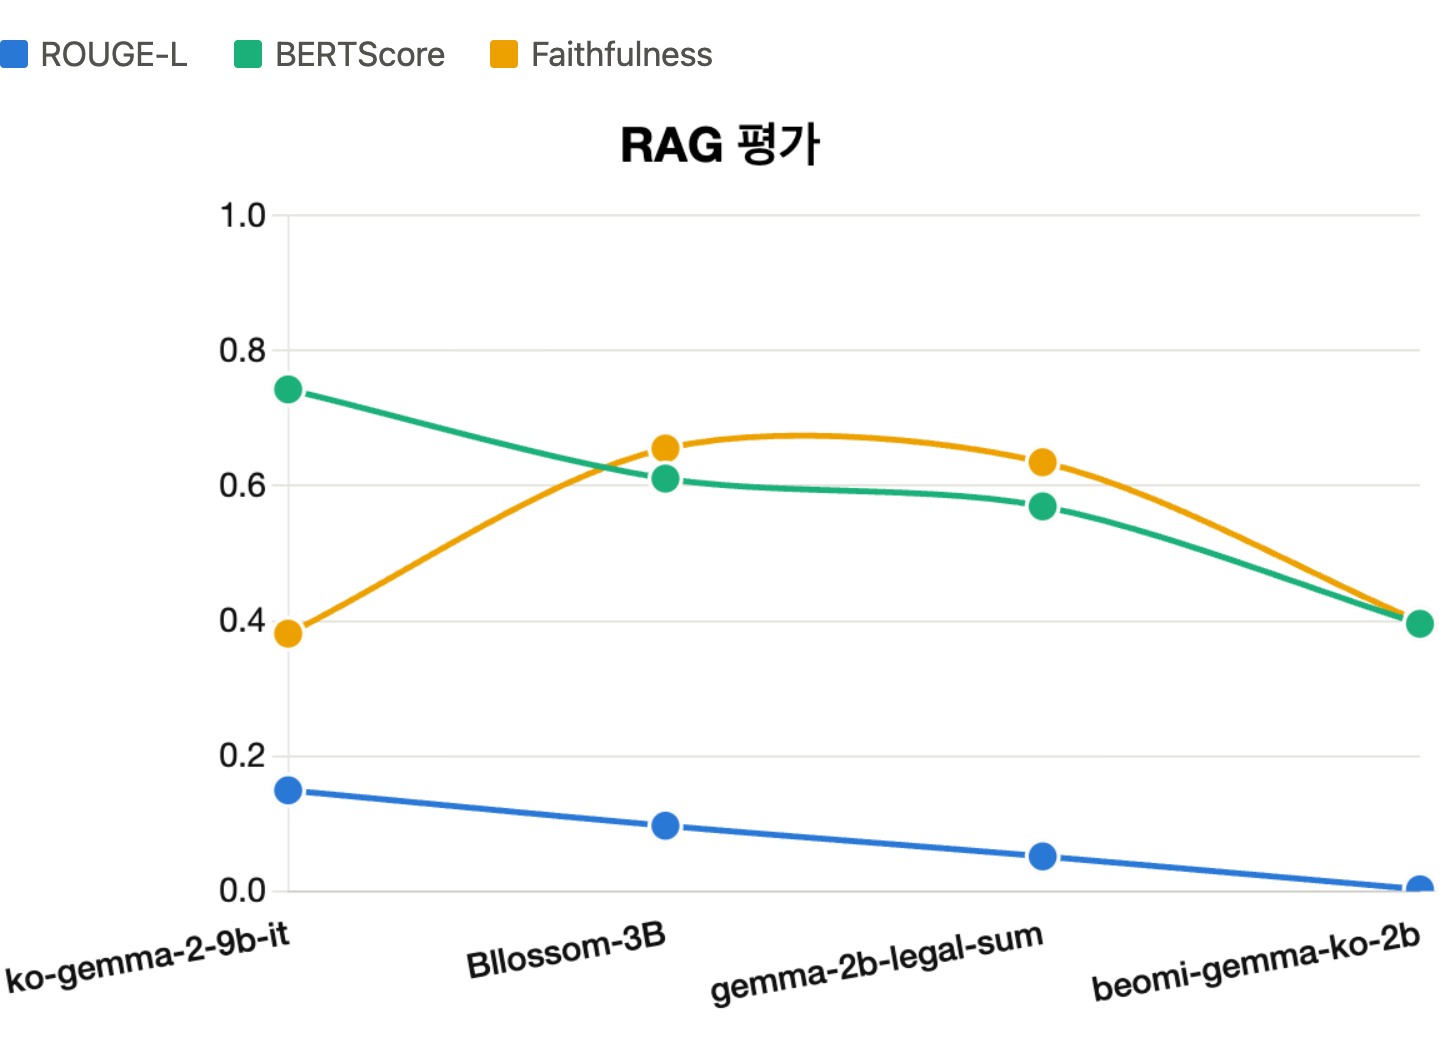 ROUGE-L BERTScore Faithfulness
RAG 평가
1.0
0.8
0.6
0.4
0.2
0.0
ko-gemma-2-9b-it
Bllossom-3B
gemma-2b-legal-sum
beomi-gemma-ko-2b